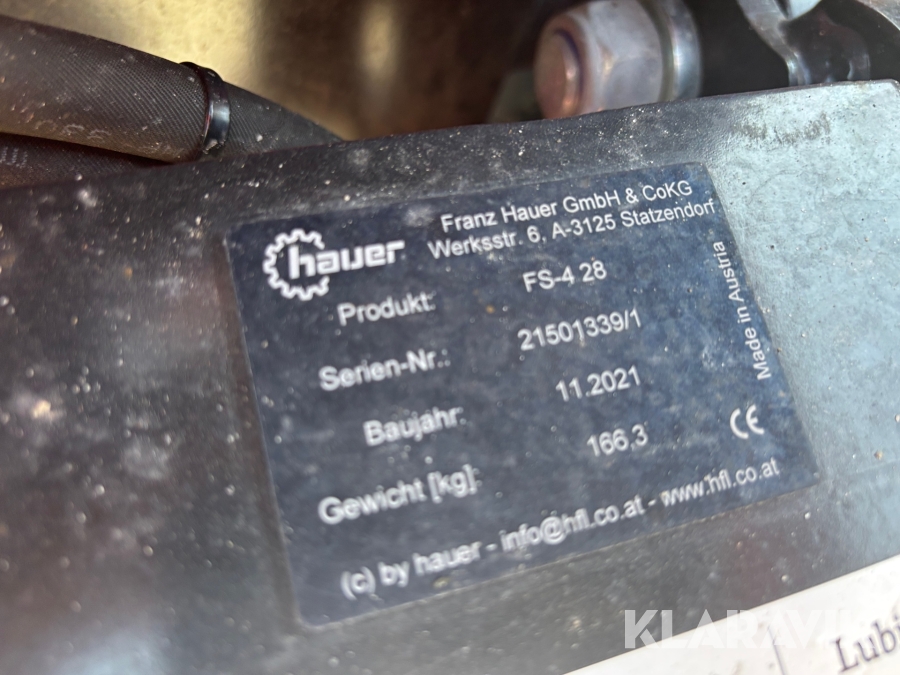 hauer
Franz Hauer GmbH & CoKG
Werksstr. 6, A-3125 Statzendorf
Produkt: FS-4 28
Serien-Nr.: 21501339/1
Baujahr: 11.2021
Gewicht [kg]: 166,3
Made in Austria
CE
(c) by hauer - info@hfl.co.at - www.hfl.co.at
KLARAVIK